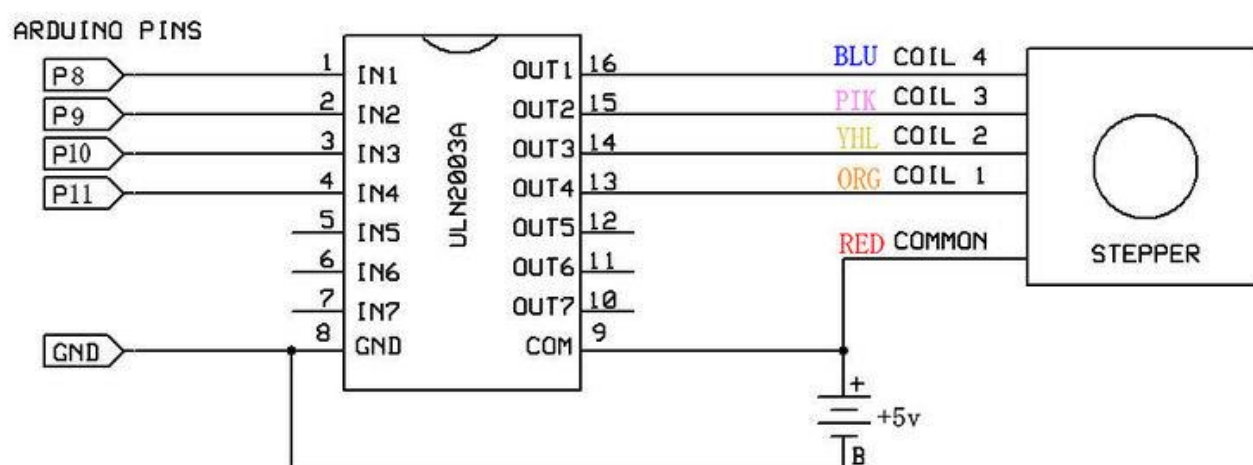 ARDUINO PINS
P8 1 IN1 OUT1 16 BLU COIL 4
P9 2 IN2 OUT2 15 PIK COIL 3
P10 3 IN3 OUT3 14 YHL COIL 2
P11 4 IN4 OUT4 13 ORG COIL 1
5 IN5 OUT5 12
6 IN6 OUT6 11
7 IN7 OUT7 10
GND 8 GND COM 9
ULN2003A
RED COMMON
STEPPER
+
+5v
B